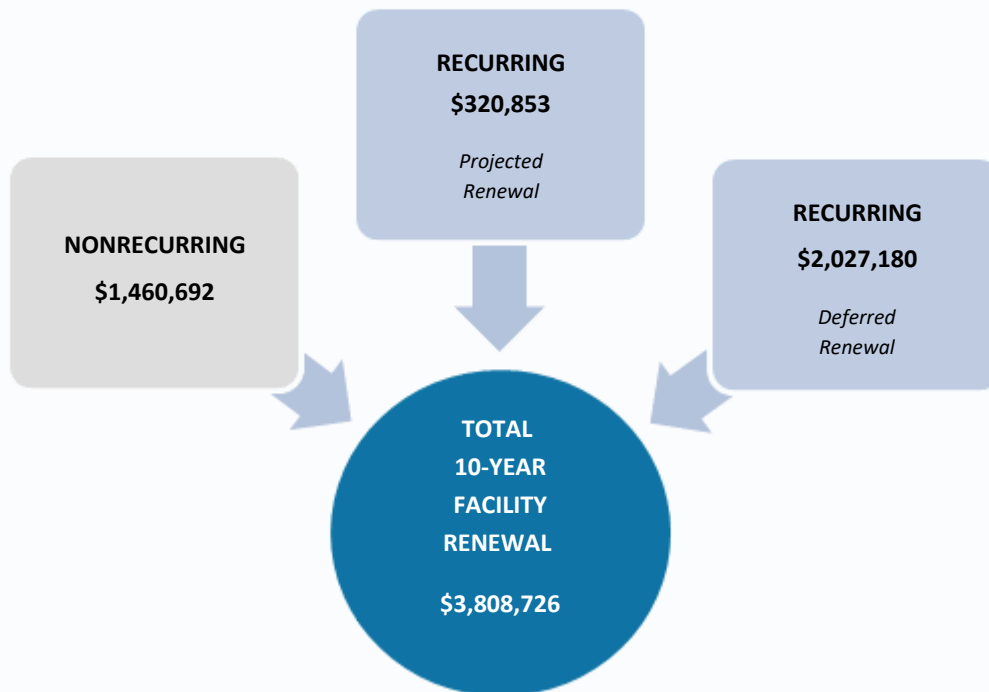 RECURRING
$320,853
Projected
Renewal
NONRECURRING
$1,460,692
RECURRING
$2,027,180
Deferred
Renewal
TOTAL
10-YEAR
FACILITY
RENEWAL
$3,808,726